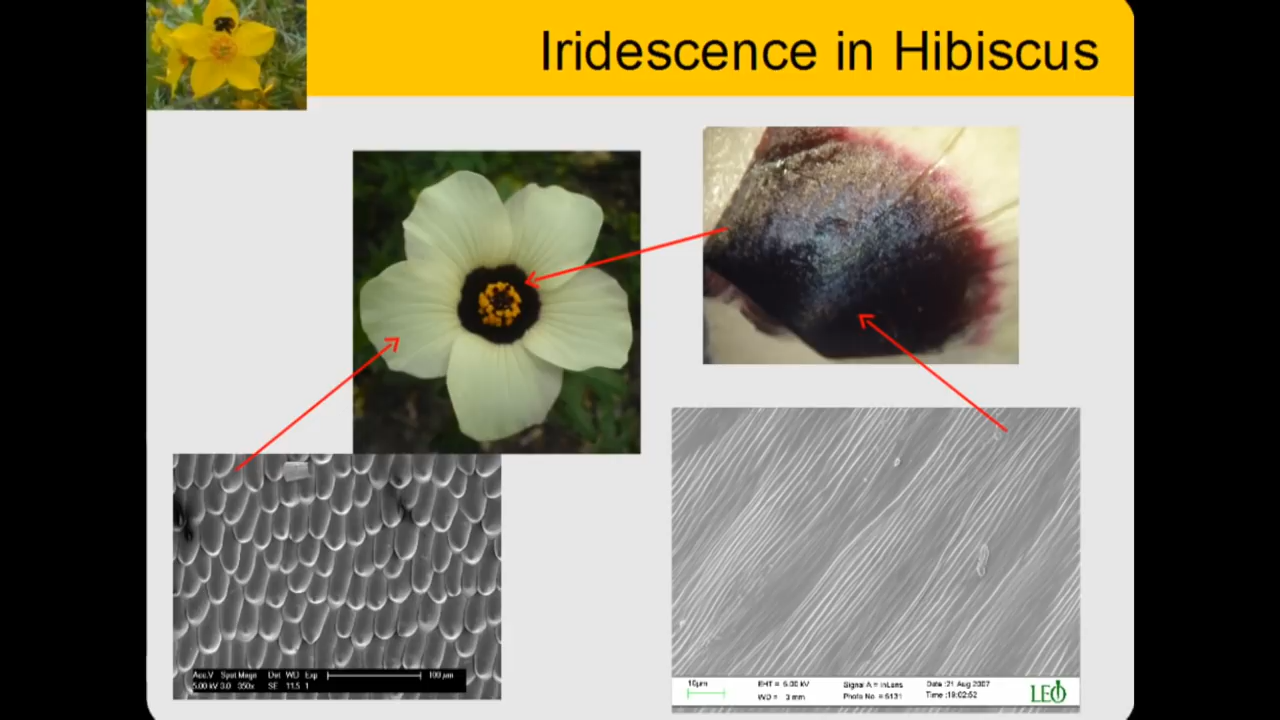 Iridescence in Hibiscus
Acc.V Spot Magn Det WD Exp 100 µm
5.00 kV 3.0 350x SE 11.5 1
10µm EHT = 5.00 kV Signal A = InLens Date :21 Aug 2007
WD = 3 mm Photo No. = 6131 Time :19:02:52
LEO